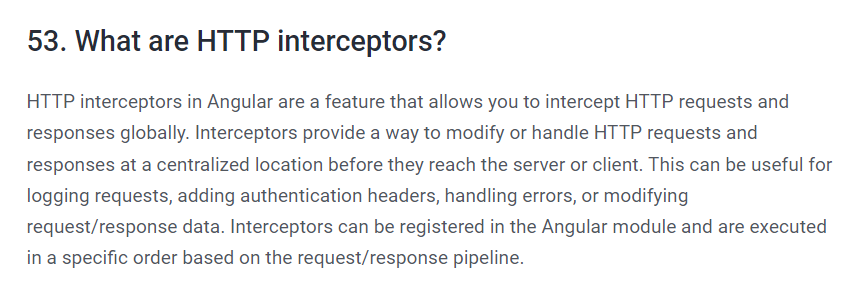 53. What are HTTP interceptors?
HTTP interceptors in Angular are a feature that allows you to intercept HTTP requests and
responses globally. Interceptors provide a way to modify or handle HTTP requests and
responses at a centralized location before they reach the server or client. This can be useful for
logging requests, adding authentication headers, handling errors, or modifying
request/response data. Interceptors can be registered in the Angular module and are executed
in a specific order based on the request/response pipeline.